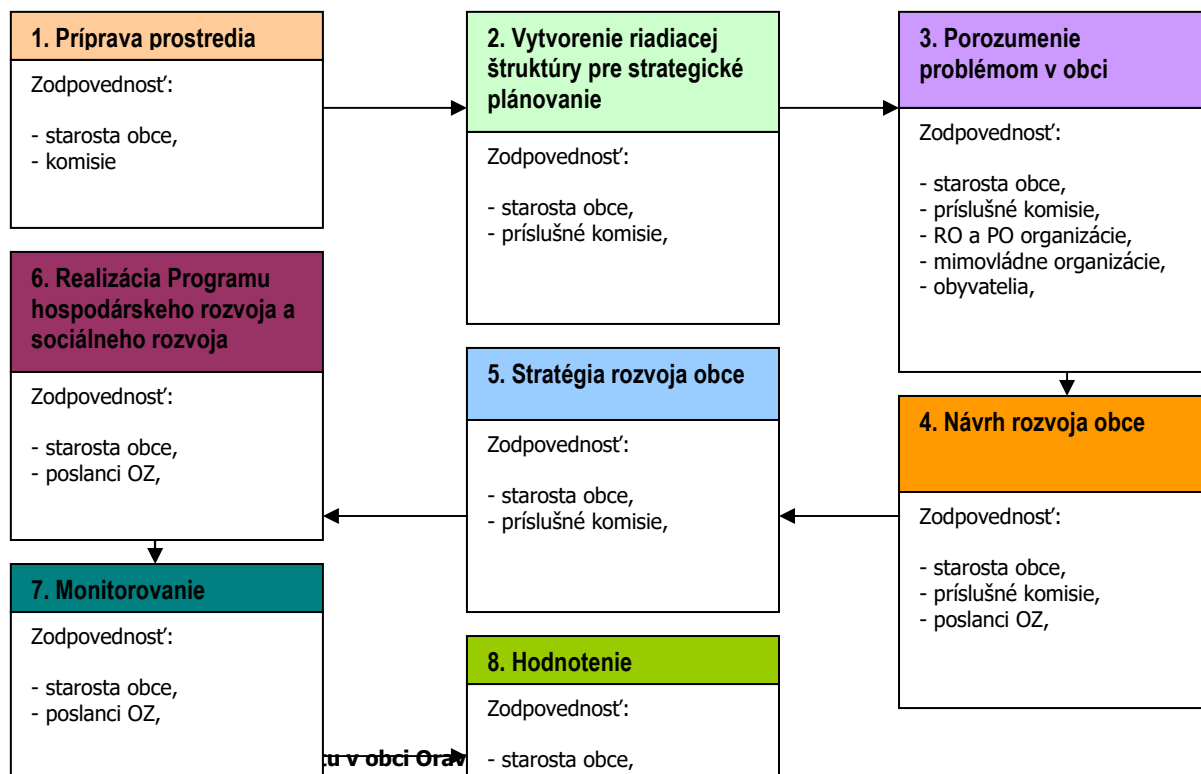 1. Príprava prostredia
Zodpovednosť:
- starosta obce,
- komisie
2. Vytvorenie riadiacej
štruktúry pre strategické
plánovanie
Zodpovednosť:
- starosta obce,
- príslušné komisie,
3. Porozumenie
problémom v obci
Zodpovednosť:
- starosta obce,
- príslušné komisie,
- RO a PO organizácie,
- mimovládne organizácie,
- obyvatelia,
4. Návrh rozvoja obce
Zodpovednosť:
- starosta obce,
- príslušné komisie,
- poslanci OZ,
5. Stratégia rozvoja obce
Zodpovednosť:
- starosta obce,
- príslušné komisie,
6. Realizácia Programu
hospodárskeho rozvoja a
sociálneho rozvoja
Zodpovednosť:
- starosta obce,
- poslanci OZ,
7. Monitorovanie
Zodpovednosť:
- starosta obce,
- poslanci OZ,
8. Hodnotenie
Zodpovednosť:
- starosta obce,
v obci